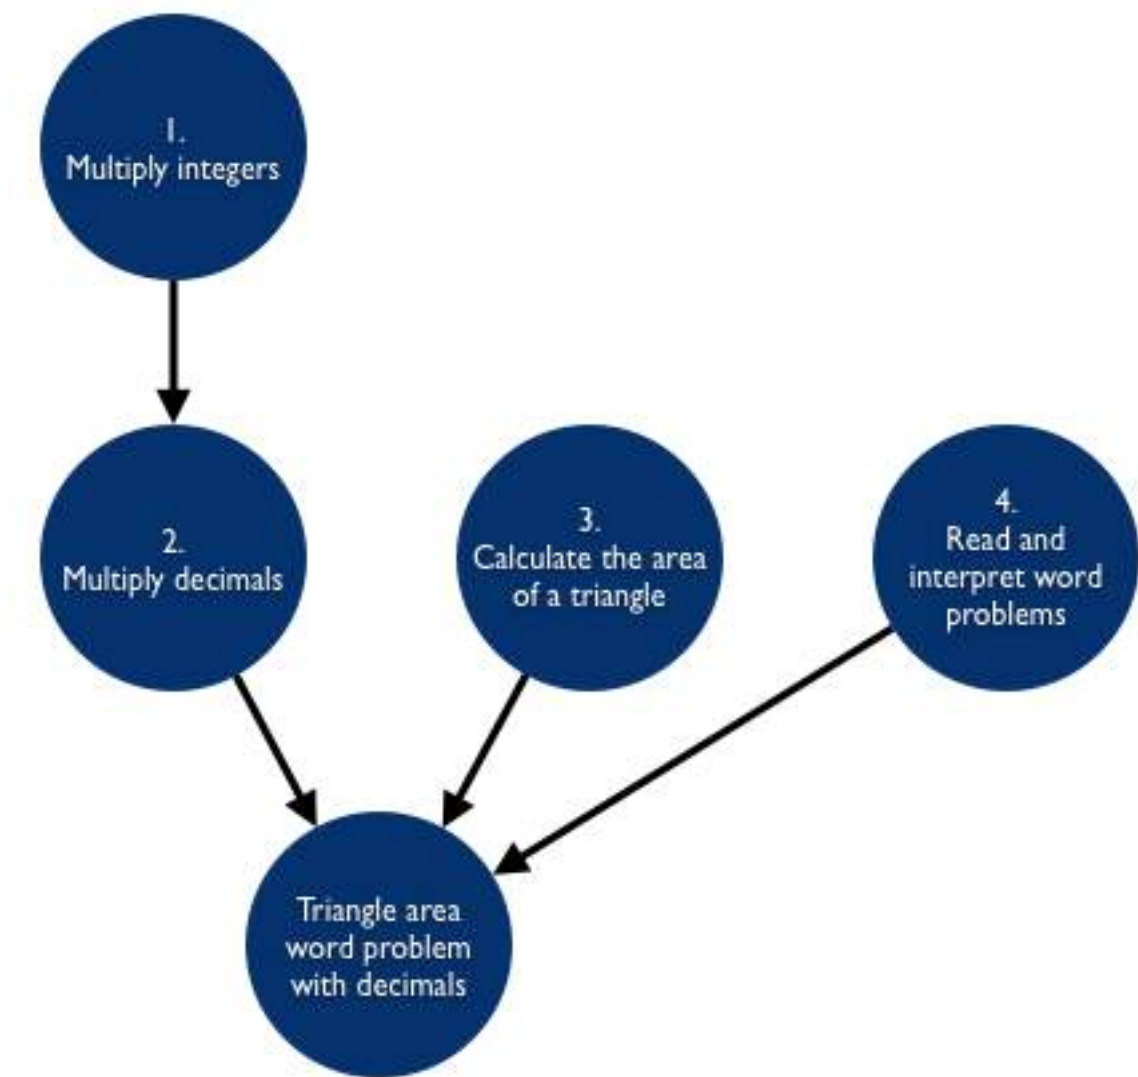 1.
Multiply integers
2.
Multiply decimals
3.
Calculate the area
of a triangle
4.
Read and
interpret word
problems
Triangle area
word problem
with decimals